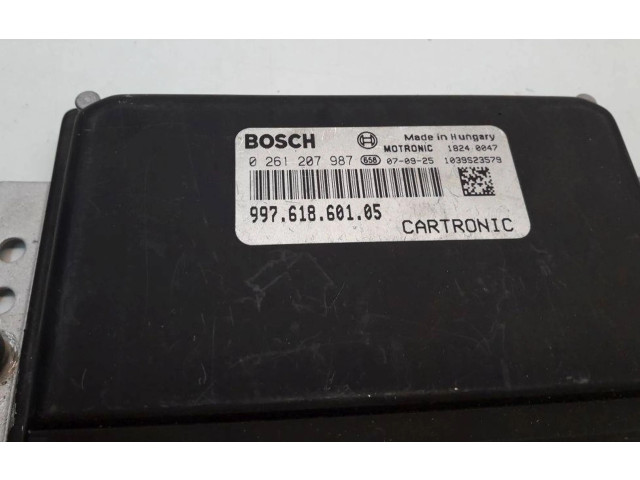 BOSCH Made in Hungary
MOTRONIC 1824 0047
0 261 207 987 658 07-09-25 1039S23579
997.618.601.05
CARTRONIC